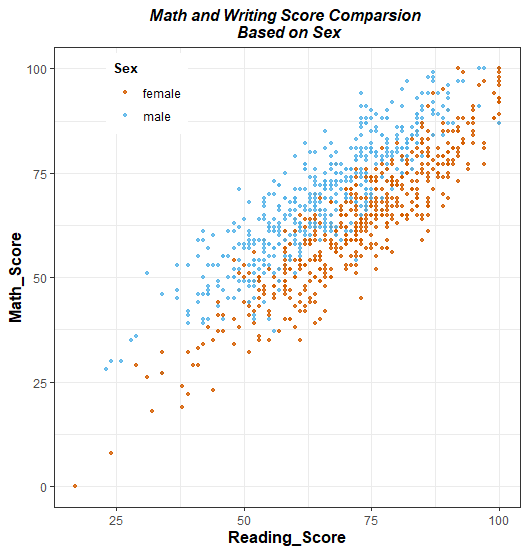 Math and Writing Score Comparsion
Based on Sex
Sex
female
male
100
75
50
25
0
Math_Score
25
50
75
100
Reading_Score